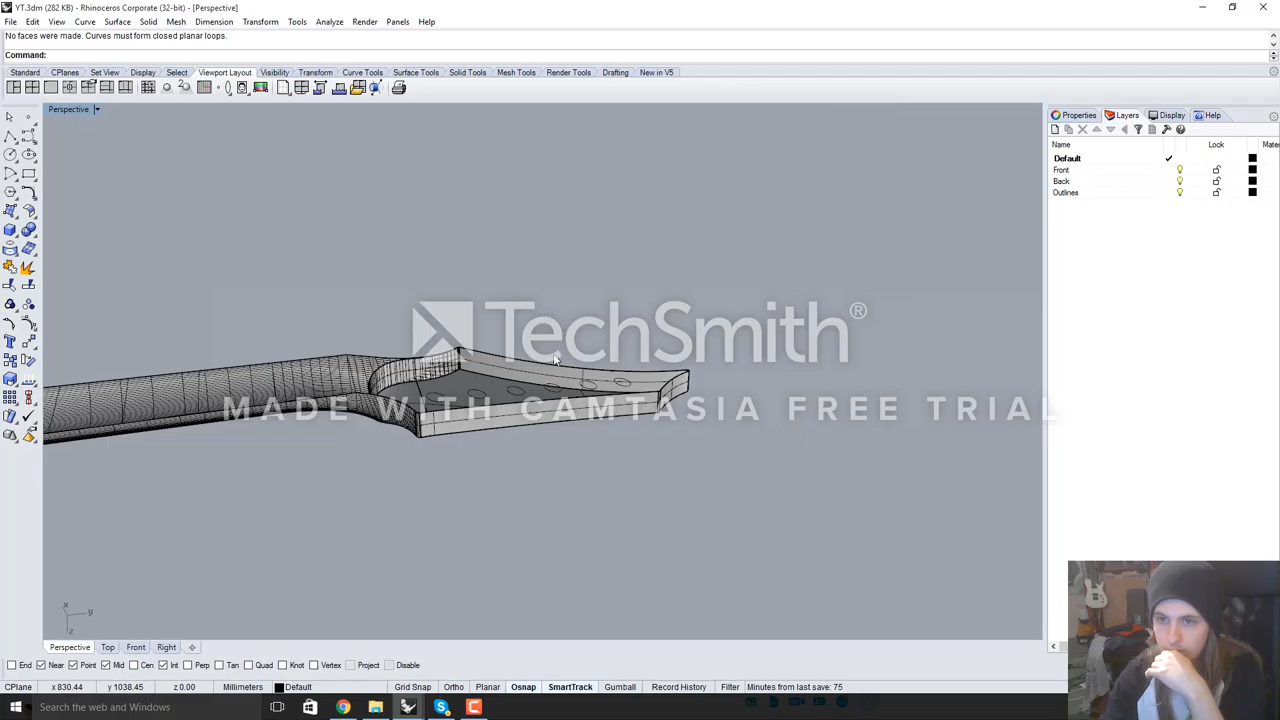 YT.3dm (282 KB) - Rhinoceros Corporate (32-bit) - [Perspective]
File Edit View Curve Surface Solid Mesh Dimension Transform Tools Analyze Render Panels Help
No faces were made. Curves must form closed planar loops.
Command:
Standard CPlanes Set View Display Select Viewport Layout Visibility Transform Curve Tools Surface Tools Solid Tools Mesh Tools Render Tools Drafting New in V5
Perspective
Properties Layers Display Help
Name Lock Mate
Default
Front
Back
Outlines
TechSmith®
MADE WITH CAMTASIA FREE TRIAL
x y z
Perspective Top Front Right
End Near Point Mid Cen Int Perp Tan Quad Knot Vertex Project Disable
CPlane x 830.44 y 1038.45 z 0.00 Millimeters Default Grid Snap Ortho Planar Osnap SmartTrack Gumball Record History Filter Minutes from last save: 75
Search the web and Windows